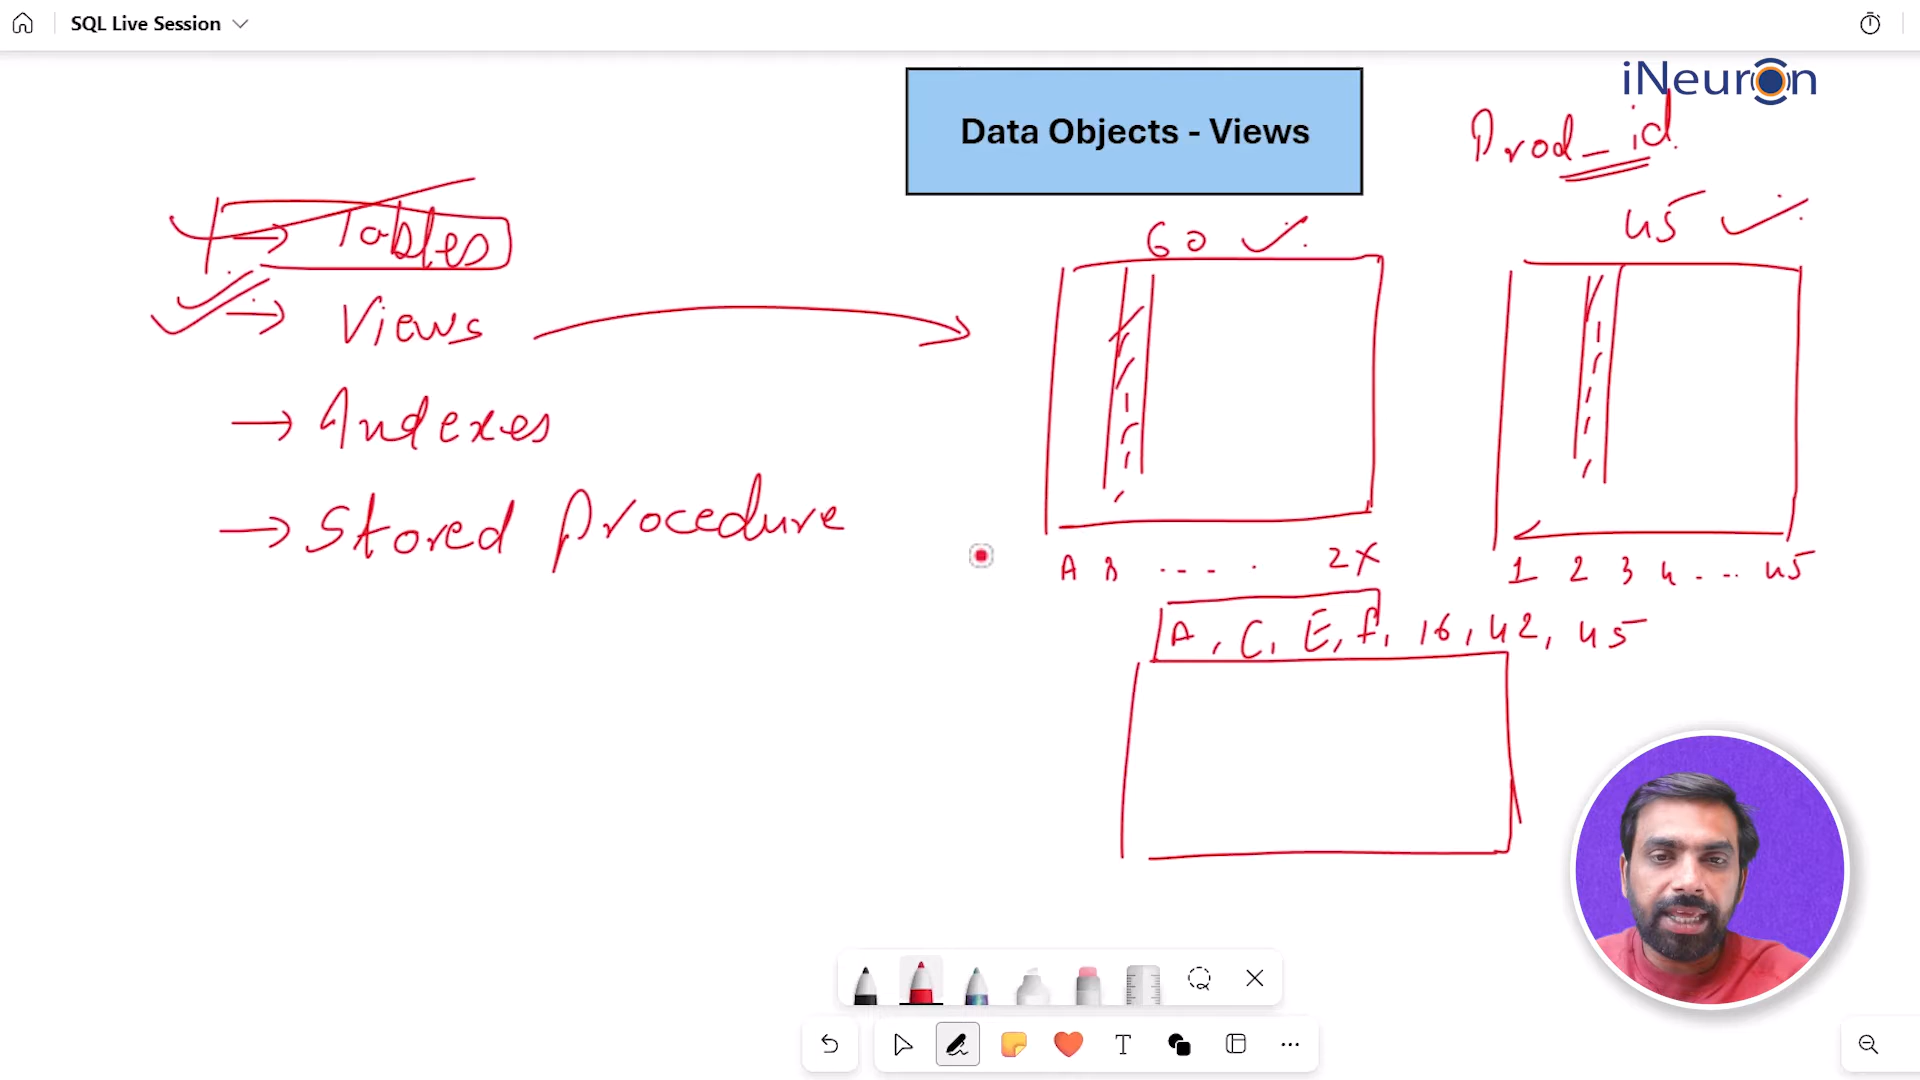 SQL Live Session
iNeuron
Data Objects - Views
Prod_id
→ Tables
60
45
→ Views
→ Indexes
→ Stored procedure
A B ..... 2X
1 2 3 4 ... 45
A, C, E, F, 16, 42, 45
T